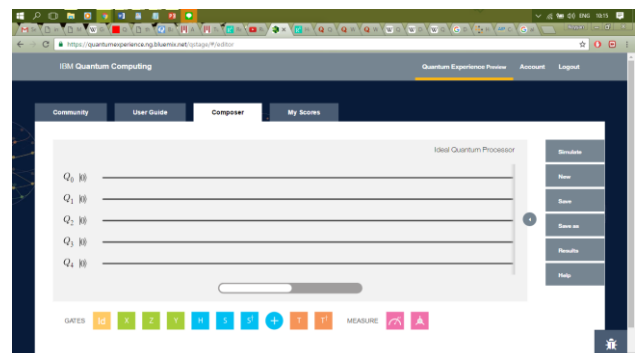 ENG 19:15
https://quantumexperience.ng.bluemix.net/qstage/#/editor
IBM Quantum Computing
Quantum Experience Preview Account Logout
Community User Guide Composer My Scores
Ideal Quantum Processor
Simulate
New
Save
Save as
Results
Help
Q0 |0⟩
Q1 |0⟩
Q2 |0⟩
Q3 |0⟩
Q4 |0⟩
GATES Id X Z Y H S S† + T T† MEASURE